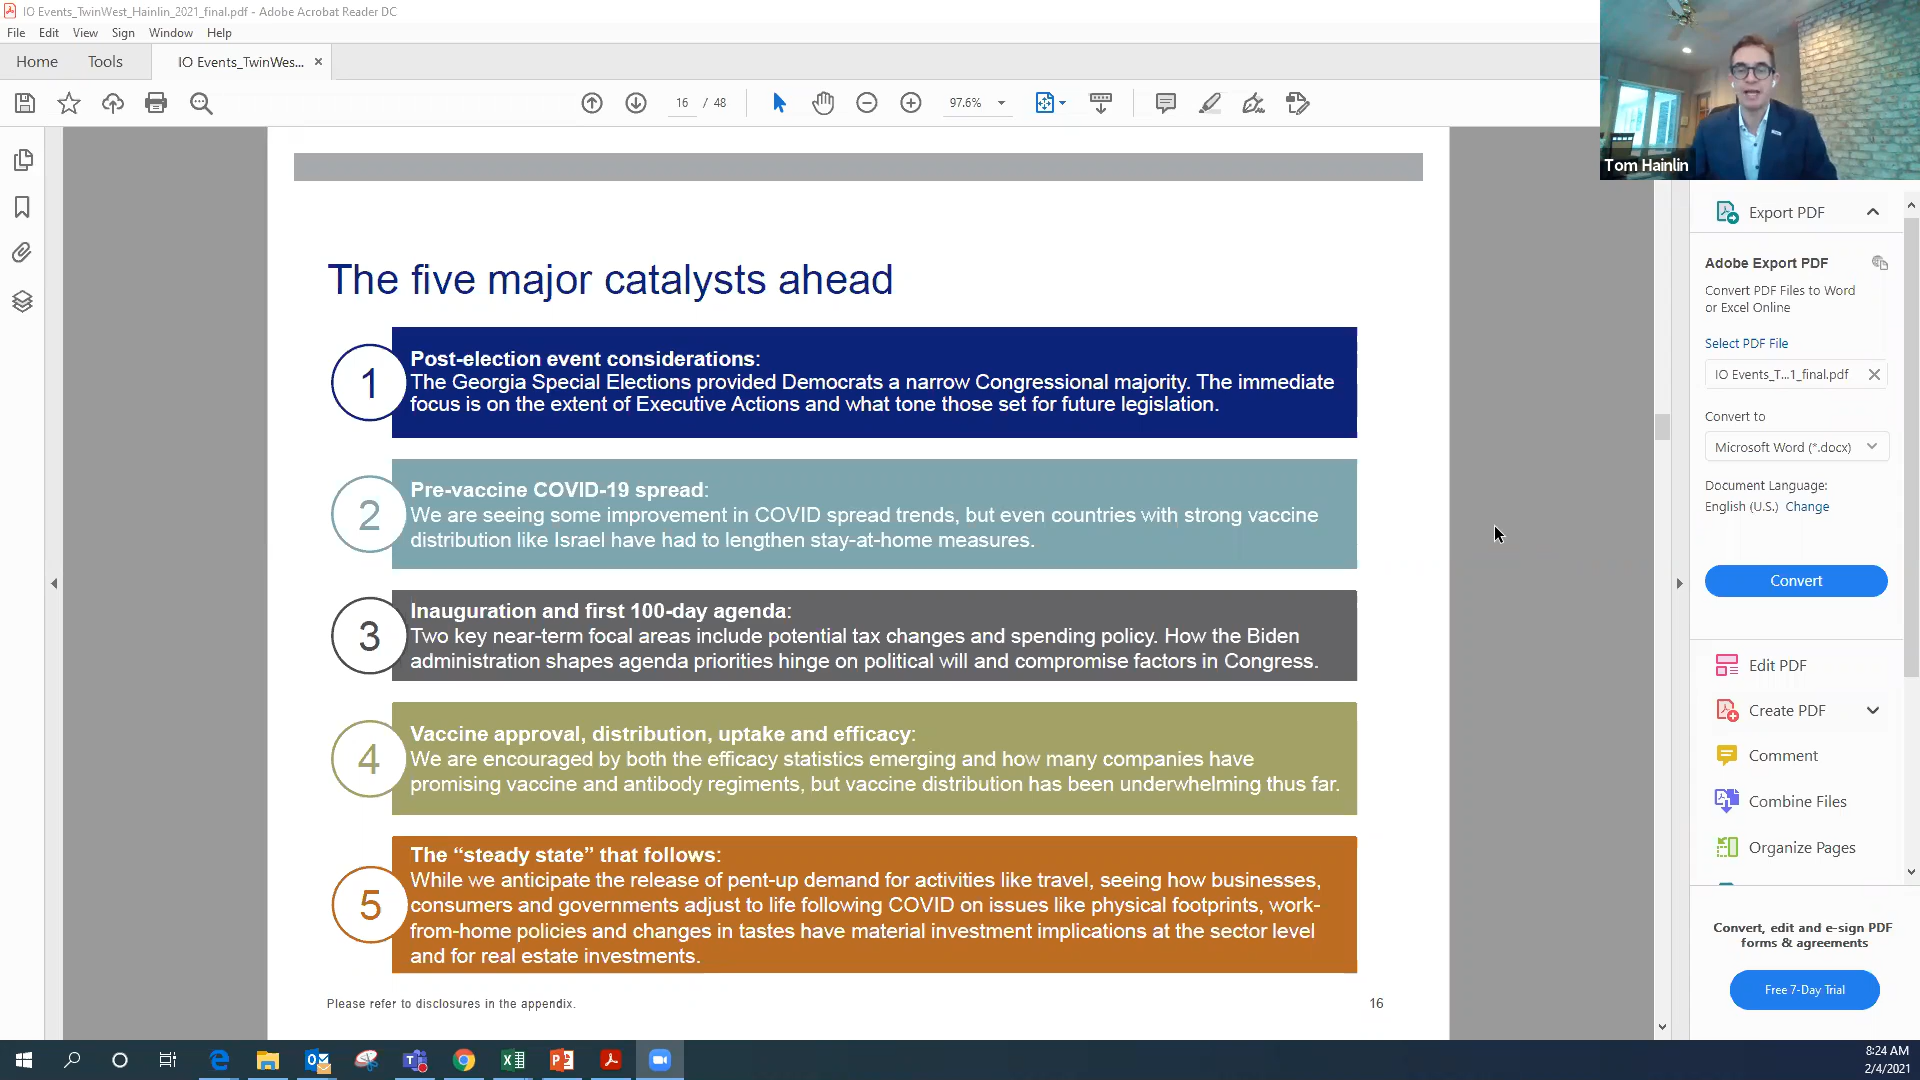 IO Events_TwinWest_Hainlin_2021_final.pdf - Adobe Acrobat Reader DC
File Edit View Sign Window Help
Home Tools IO Events_TwinWes... ×
16 / 48 97.6%
Tom Hainlin
The five major catalysts ahead
1
Post-election event considerations:
The Georgia Special Elections provided Democrats a narrow Congressional majority. The immediate
focus is on the extent of Executive Actions and what tone those set for future legislation.
2
Pre-vaccine COVID-19 spread:
We are seeing some improvement in COVID spread trends, but even countries with strong vaccine
distribution like Israel have had to lengthen stay-at-home measures.
3
Inauguration and first 100-day agenda:
Two key near-term focal areas include potential tax changes and spending policy. How the Biden
administration shapes agenda priorities hinge on political will and compromise factors in Congress.
4
Vaccine approval, distribution, uptake and efficacy:
We are encouraged by both the efficacy statistics emerging and how many companies have
promising vaccine and antibody regiments, but vaccine distribution has been underwhelming thus far.
5
The “steady state” that follows:
While we anticipate the release of pent-up demand for activities like travel, seeing how businesses,
consumers and governments adjust to life following COVID on issues like physical footprints, work-
from-home policies and changes in tastes have material investment implications at the sector level
and for real estate investments.
Please refer to disclosures in the appendix.
16
Export PDF
Adobe Export PDF
Convert PDF Files to Word
or Excel Online
Select PDF File
IO Events_T...1_final.pdf
Convert to
Microsoft Word (*.docx)
Document Language:
English (U.S.) Change
Convert
Edit PDF
Create PDF
Comment
Combine Files
Organize Pages
Convert, edit and e-sign PDF
forms & agreements
Free 7-Day Trial
8:24 AM
2/4/2021